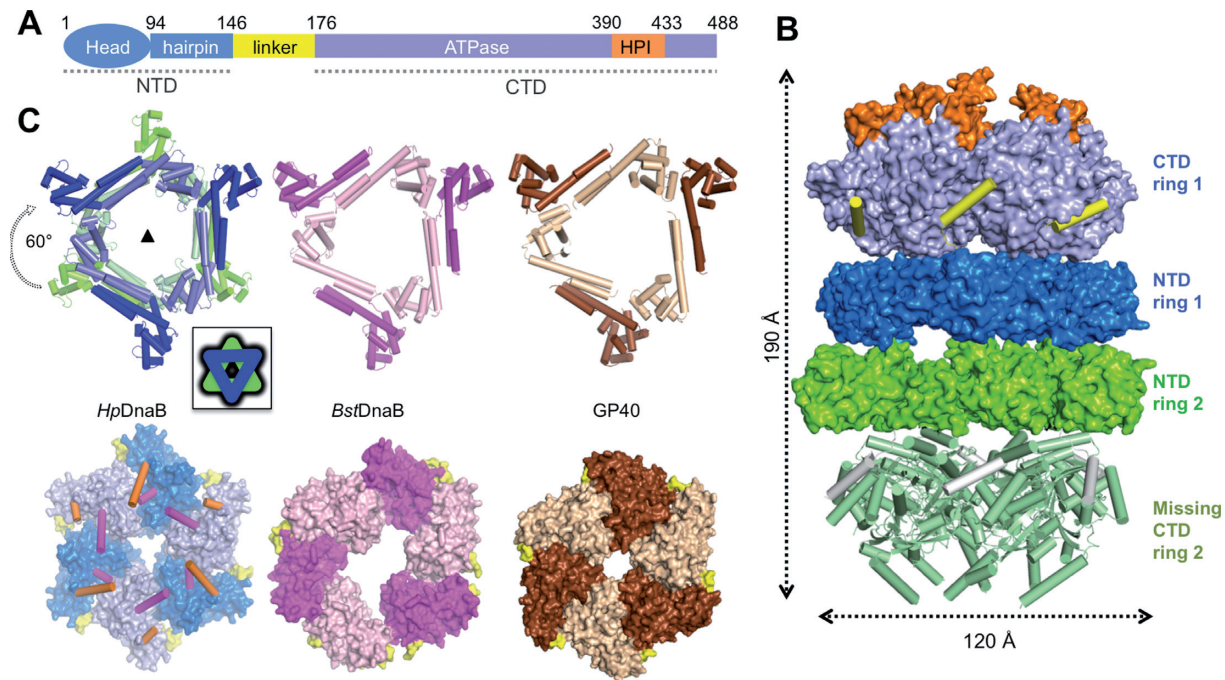 A
1 94 146 176 390 433 488
Head hairpin linker ATPase HPI
NTD CTD
B
190 Å
120 Å
CTD
ring 1
NTD
ring 1
NTD
ring 2
Missing
CTD
ring 2
C
60°
HpDnaB BstDnaB GP40